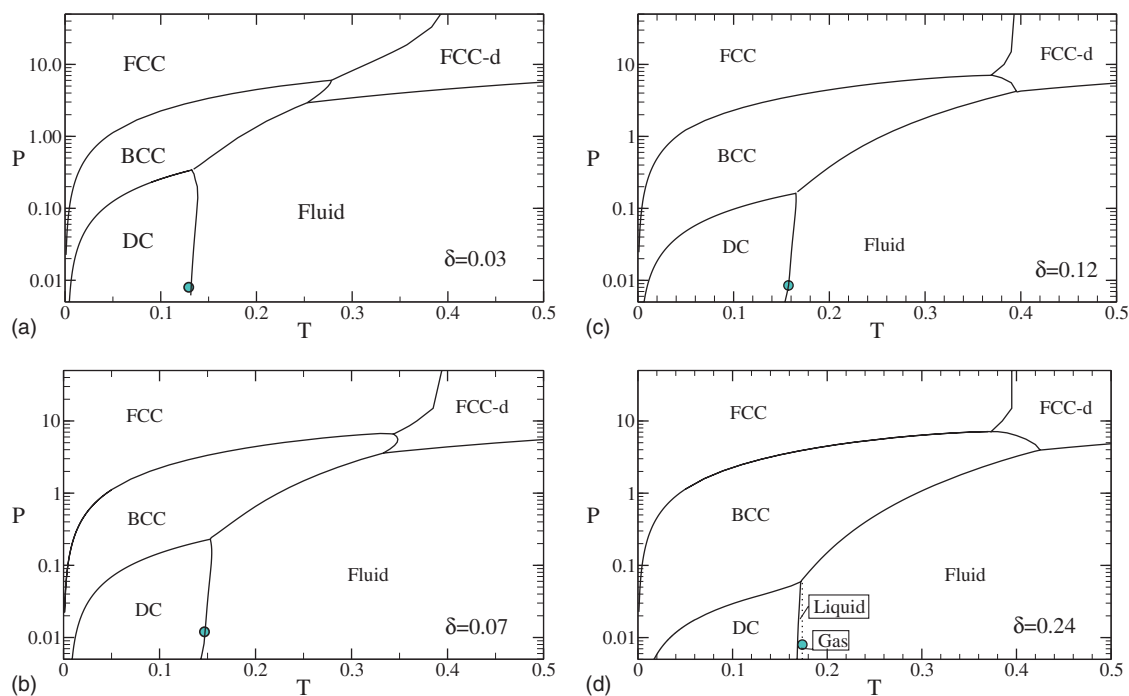 FCC
FCC-d
10.0
1.00
P
BCC
0.10
Fluid
DC
δ=0.03
0.01
0 0.1 0.2 0.3 0.4 0.5
(a)
T
FCC
FCC-d
10.0
1.00
P
BCC
0.10
DC
Fluid
δ=0.12
0.01
0 0.1 0.2 0.3 0.4 0.5
(c)
T
FCC
FCC-d
10
1
P
BCC
0.1
Fluid
DC
δ=0.07
0.01
0 0.1 0.2 0.3 0.4 0.5
(b)
T
FCC
FCC-d
10
1
P
BCC
0.1
Fluid
Liquid
DC
δ=0.24
Gas
0.01
0 0.1 0.2 0.3 0.4 0.5
(d)
T